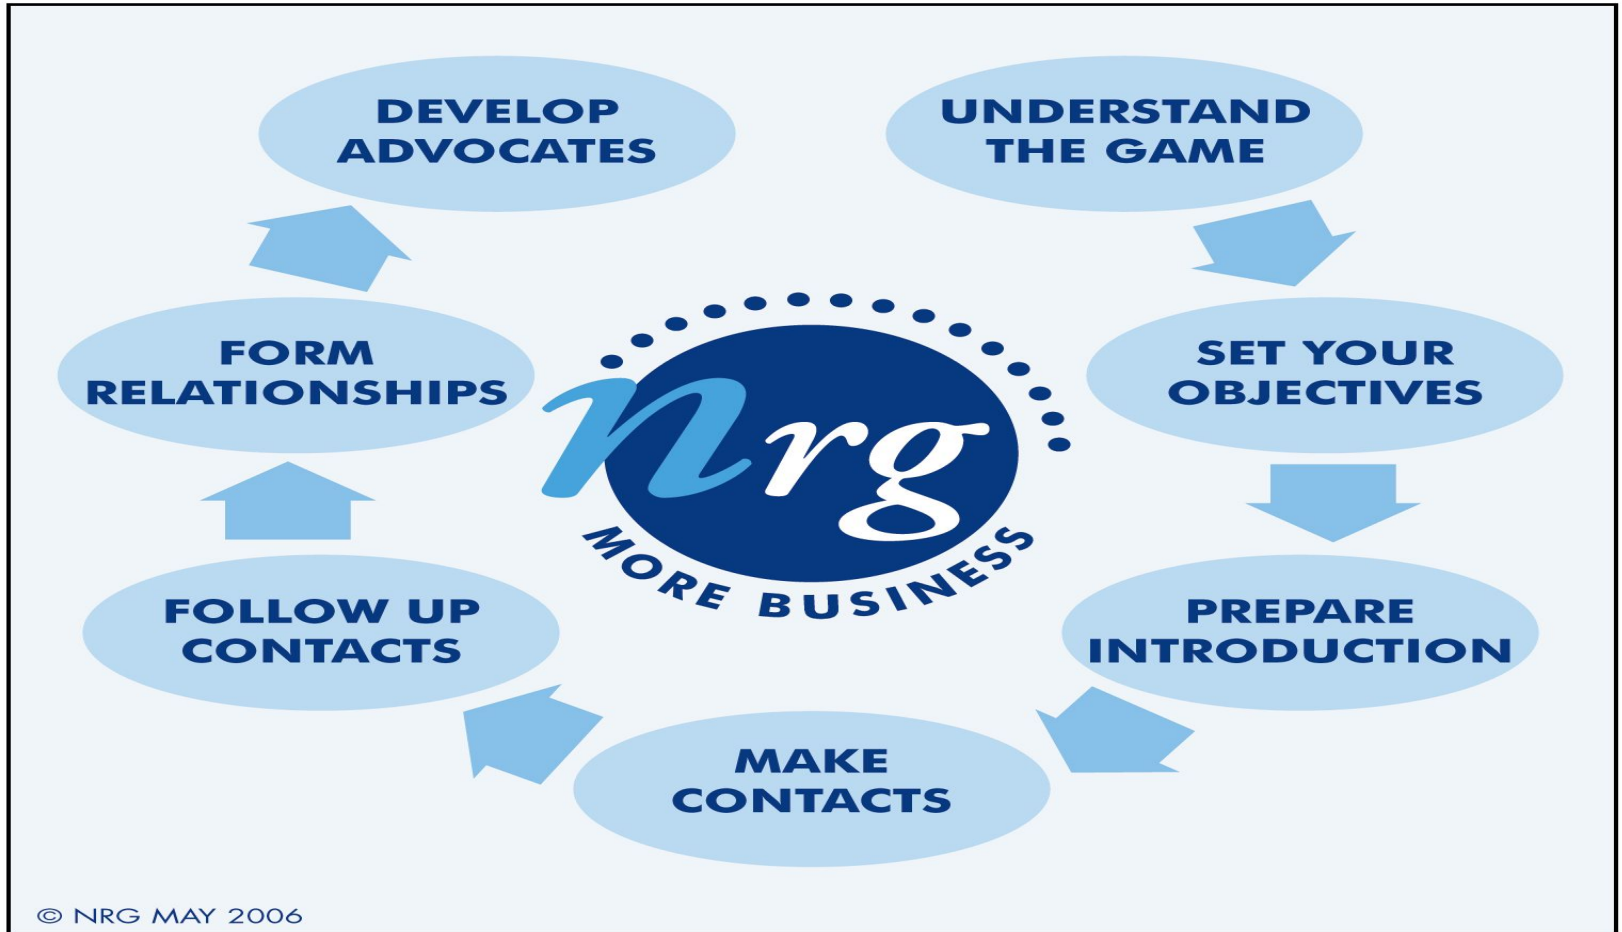 UNDERSTAND
THE GAME
SET YOUR
OBJECTIVES
PREPARE
INTRODUCTION
MAKE
CONTACTS
FOLLOW UP
CONTACTS
FORM
RELATIONSHIPS
DEVELOP
ADVOCATES
nrg
MORE BUSINESS
© NRG MAY 2006